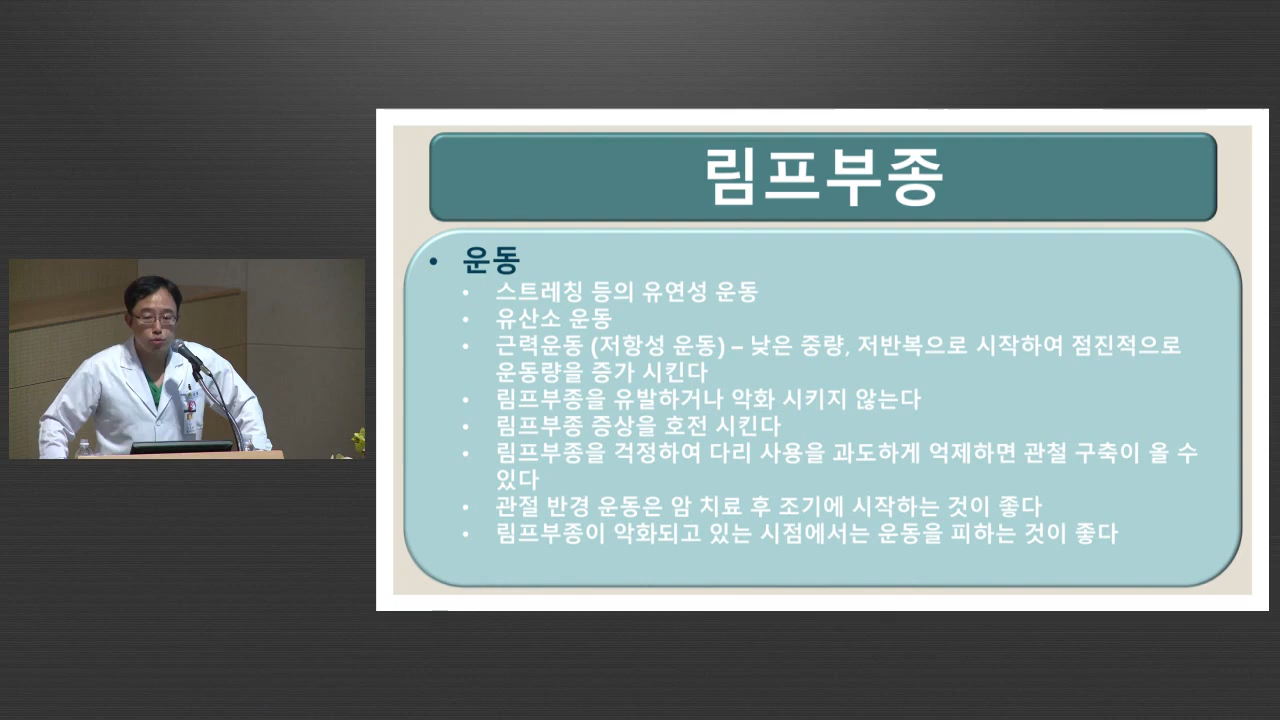 림프부종
• 운동
• 스트레칭 등의 유연성 운동
• 유산소 운동
• 근력운동 (저항성 운동) – 낮은 중량, 저반복으로 시작하여 점진적으로
운동량을 증가 시킨다
• 림프부종을 유발하거나 악화 시키지 않는다
• 림프부종 증상을 호전 시킨다
• 림프부종을 걱정하여 다리 사용을 과도하게 억제하면 관철 구축이 올 수
있다
• 관절 반경 운동은 암 치료 후 조기에 시작하는 것이 좋다
• 림프부종이 악화되고 있는 시점에서는 운동을 피하는 것이 좋다